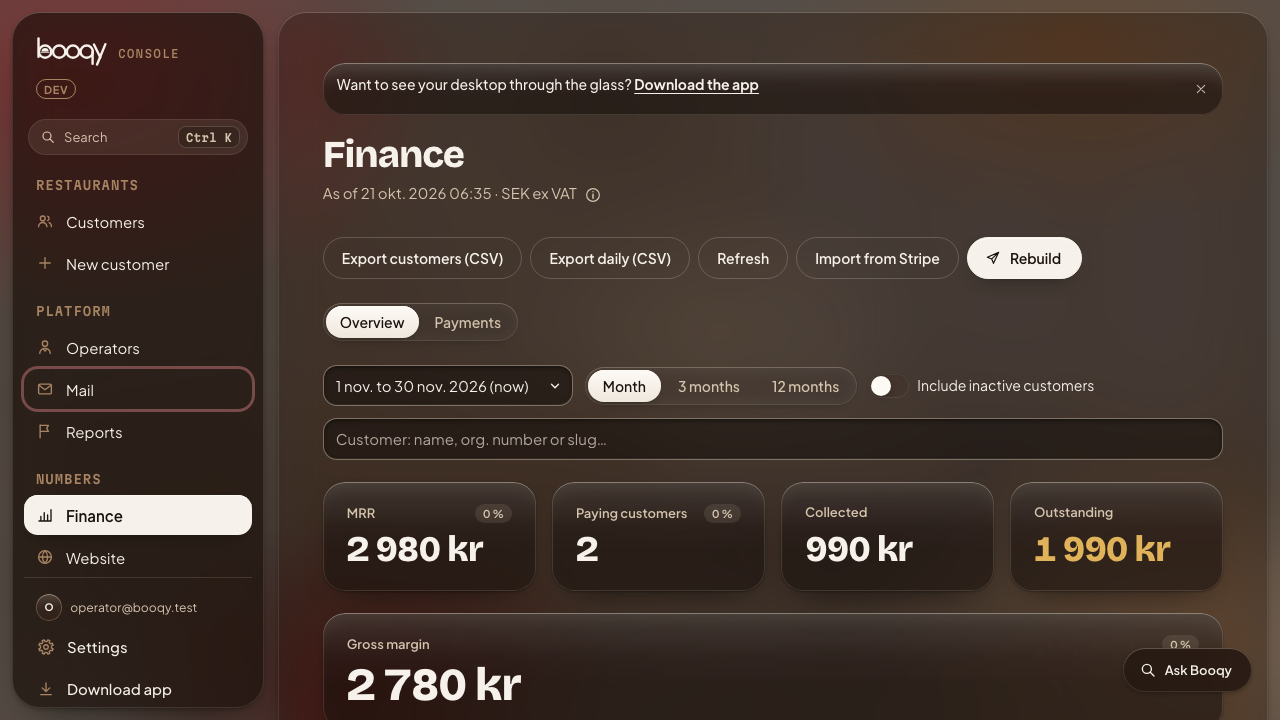 booqy CONSOLE
DEV
Search Ctrl K
RESTAURANTS
Customers
New customer
PLATFORM
Operators
Mail
Reports
NUMBERS
Finance
Website
O operator@booqy.test
Settings
Download app
Want to see your desktop through the glass? Download the app
Finance
As of 21 okt. 2026 06:35 · SEK ex VAT
Export customers (CSV) Export daily (CSV) Refresh Import from Stripe Rebuild
Overview Payments
1 nov. to 30 nov. 2026 (now) Month 3 months 12 months Include inactive customers
Customer: name, org. number or slug...
MRR 0 % Paying customers 0 % Collected Outstanding
2 980 kr 2 990 kr 1 990 kr
Gross margin 0 %
2 780 kr
Ask Booqy